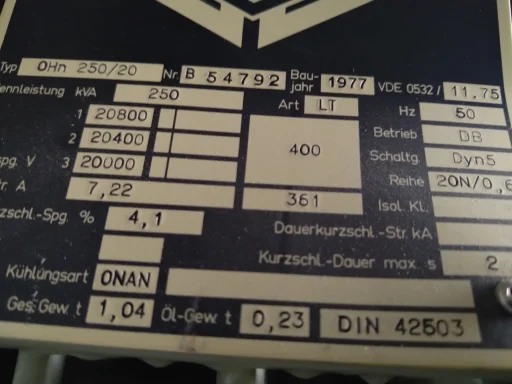 Typ OHn 250/20 Nr B 54792 Bau-jahr 1977 VDE 0532/ 11.75
ennleistung kVA 250 Art LT Hz 50
1 20800
2 20400 400 Betrieb DB
pg. V 3 20000 Schaltg. Dyn5
r. A 7,22 361 Reihe 20N/0,6
zschl.-Spg. % 4,1 Isol. Kl.
Dauerkurzschl.-Str. kA
Kurzschl.-Dauer max. s 2
Kühlungsart ONAN
Ges.Gew. t 1,04 Öl-Gew. t 0,23 DIN 42503